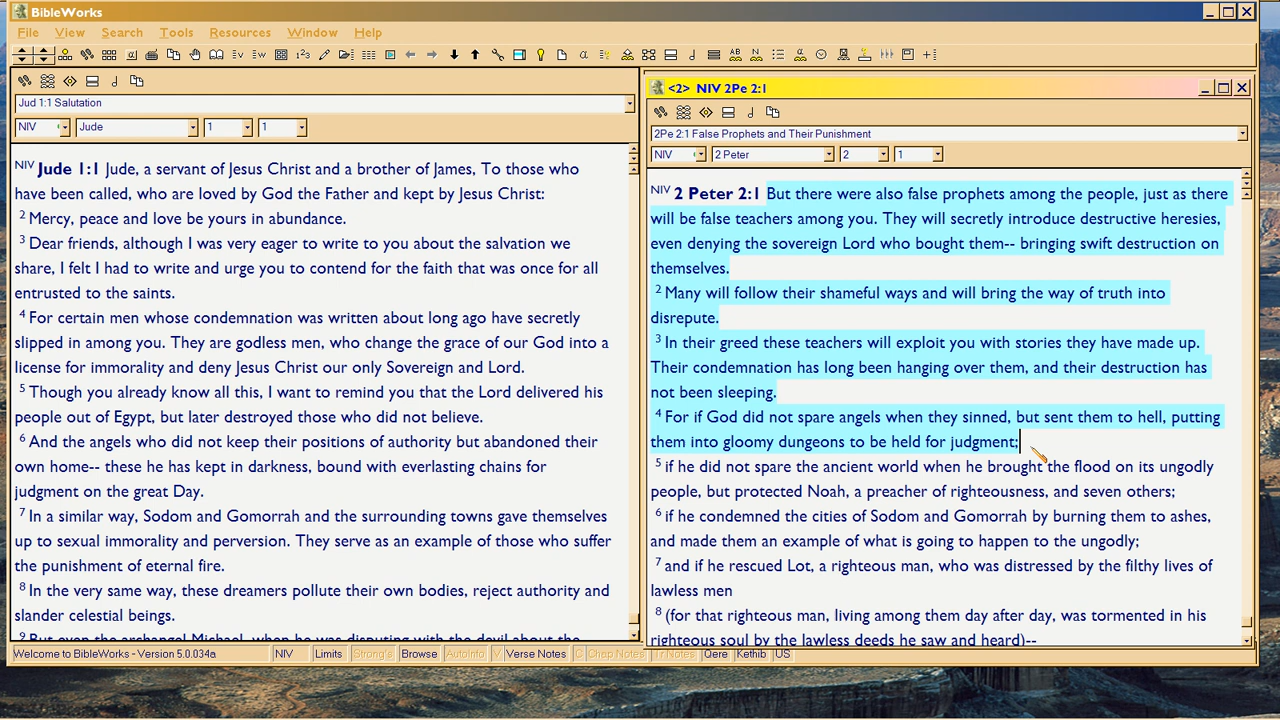 BibleWorks
File View Search Tools Resources Window Help
Jud 1:1 Salutation
NIV Jude 1 1
NIV Jude 1:1 Jude, a servant of Jesus Christ and a brother of James, To those who
have been called, who are loved by God the Father and kept by Jesus Christ:
2 Mercy, peace and love be yours in abundance.
3 Dear friends, although I was very eager to write to you about the salvation we
share, I felt I had to write and urge you to contend for the faith that was once for all
entrusted to the saints.
4 For certain men whose condemnation was written about long ago have secretly
slipped in among you. They are godless men, who change the grace of our God into a
license for immorality and deny Jesus Christ our only Sovereign and Lord.
5 Though you already know all this, I want to remind you that the Lord delivered his
people out of Egypt, but later destroyed those who did not believe.
6 And the angels who did not keep their positions of authority but abandoned their
own home-- these he has kept in darkness, bound with everlasting chains for
judgment on the great Day.
7 In a similar way, Sodom and Gomorrah and the surrounding towns gave themselves
up to sexual immorality and perversion. They serve as an example of those who suffer
the punishment of eternal fire.
8 In the very same way, these dreamers pollute their own bodies, reject authority and
slander celestial beings.
9 But even the archangel Michael, when he was disputing with the devil about the
<2> NIV 2Pe 2:1
2Pe 2:1 False Prophets and Their Punishment
NIV 2 Peter 2 1
NIV 2 Peter 2:1 But there were also false prophets among the people, just as there
will be false teachers among you. They will secretly introduce destructive heresies,
even denying the sovereign Lord who bought them-- bringing swift destruction on
themselves.
2 Many will follow their shameful ways and will bring the way of truth into
disrepute.
3 In their greed these teachers will exploit you with stories they have made up.
Their condemnation has long been hanging over them, and their destruction has
not been sleeping.
4 For if God did not spare angels when they sinned, but sent them to hell, putting
them into gloomy dungeons to be held for judgment;
5 if he did not spare the ancient world when he brought the flood on its ungodly
people, but protected Noah, a preacher of righteousness, and seven others;
6 if he condemned the cities of Sodom and Gomorrah by burning them to ashes,
and made them an example of what is going to happen to the ungodly;
7 and if he rescued Lot, a righteous man, who was distressed by the filthy lives of
lawless men
8 (for that righteous man, living among them day after day, was tormented in his
righteous soul by the lawless deeds he saw and heard)--
Welcome to BibleWorks - Version 5.0.034a NIV Limits Strong's Browse AutoInfo V Verse Notes C Chap.Notes Tr.Notes Qere Kethib US